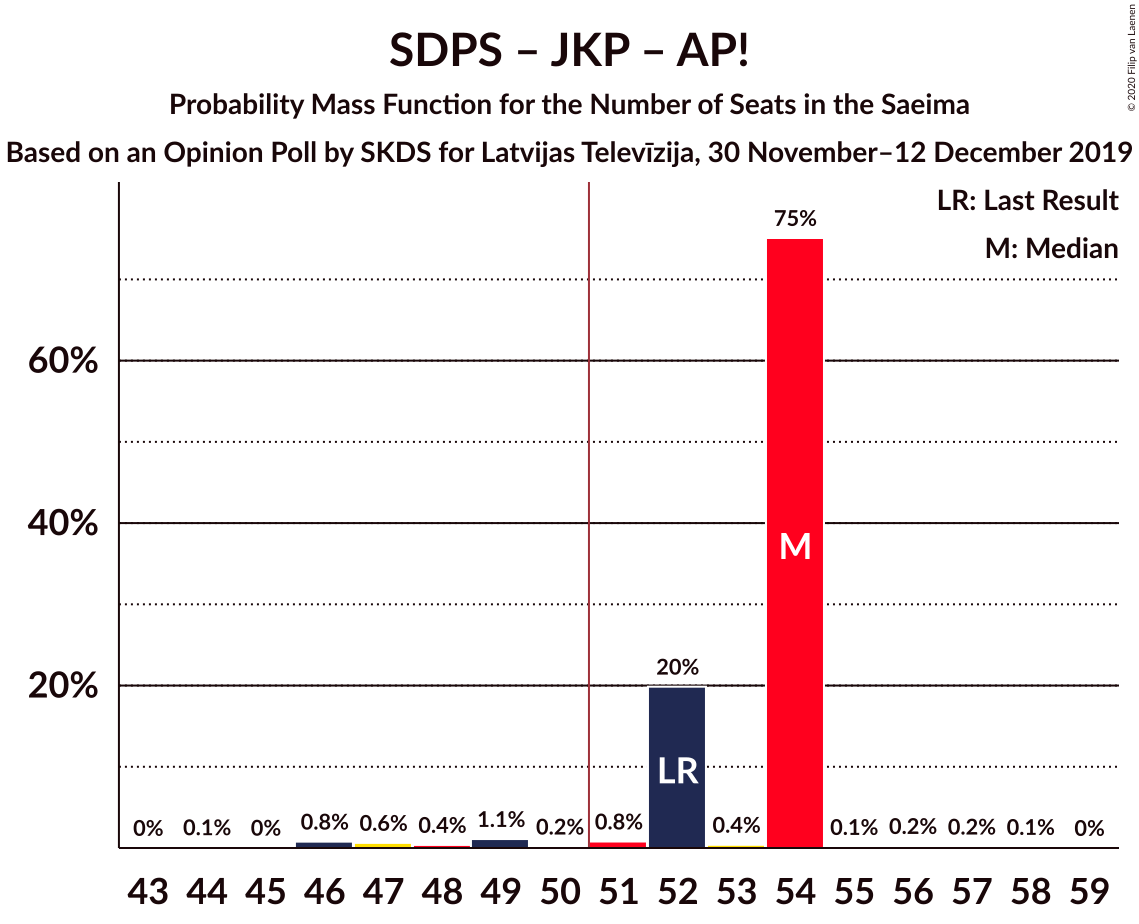 SDPS – JKP – AP!
Probability Mass Function for the Number of Seats in the Saeima
Based on an Opinion Poll by SKDS for Latvijas Televīzija, 30 November–12 December 2019
© 2020 Filip van Laenen
LR: Last Result
M: Median
75%
60%
40%
M
20%
20%
LR
0% 0.1% 0% 0.8% 0.6% 0.4% 1.1% 0.2% 0.8% 0.4% 0.1% 0.2% 0.2% 0.1% 0%
43 44 45 46 47 48 49 50 51 52 53 54 55 56 57 58 59